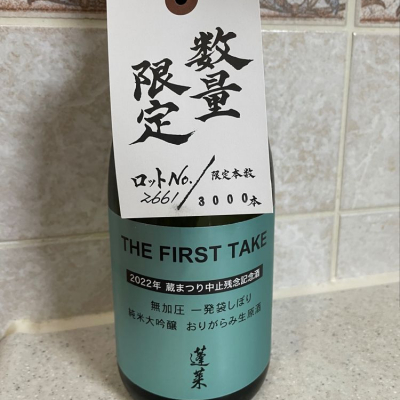 数量
限定
ロットNo./限定本数
2661 3000本
THE FIRST TAKE
2022年 蔵まつり中止残念記念酒
無加圧 一発袋しぼり
純米大吟醸 おりがらみ生原酒
蓬莱